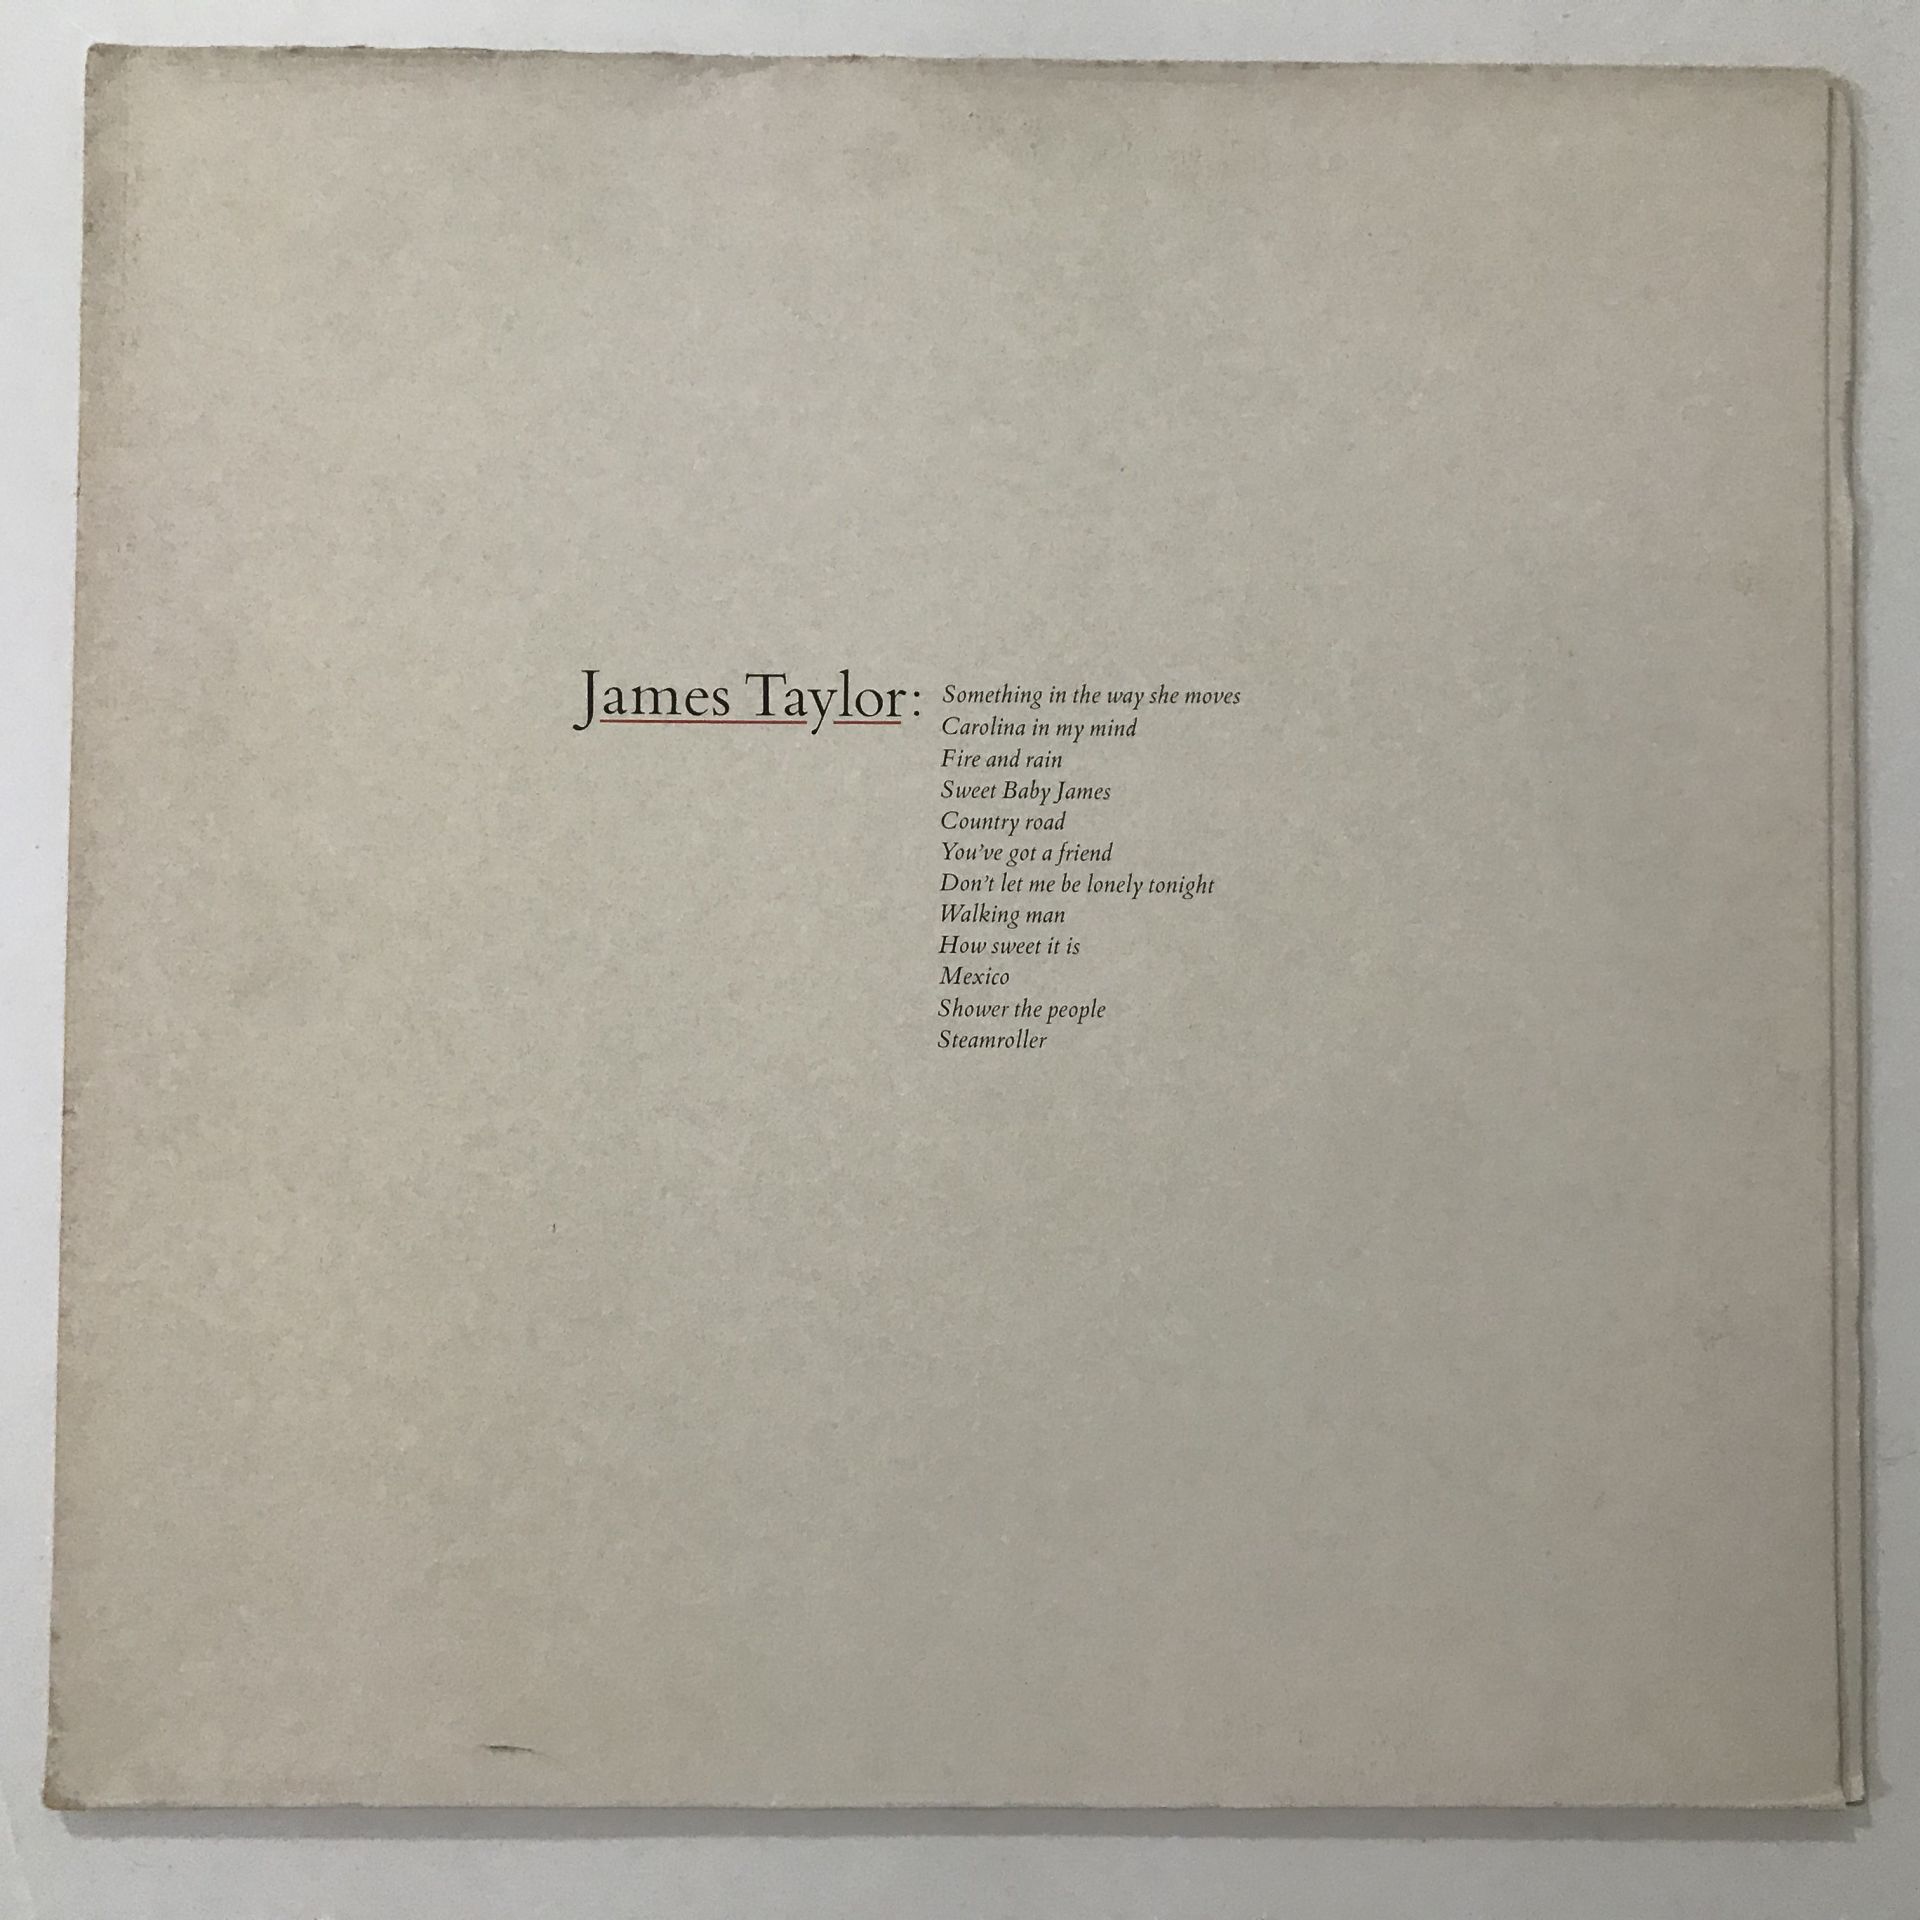 James Taylor: Something in the way she moves
Carolina in my mind
Fire and rain
Sweet Baby James
Country road
You've got a friend
Don't let me be lonely tonight
Walking man
How sweet it is
Mexico
Shower the people
Steamroller